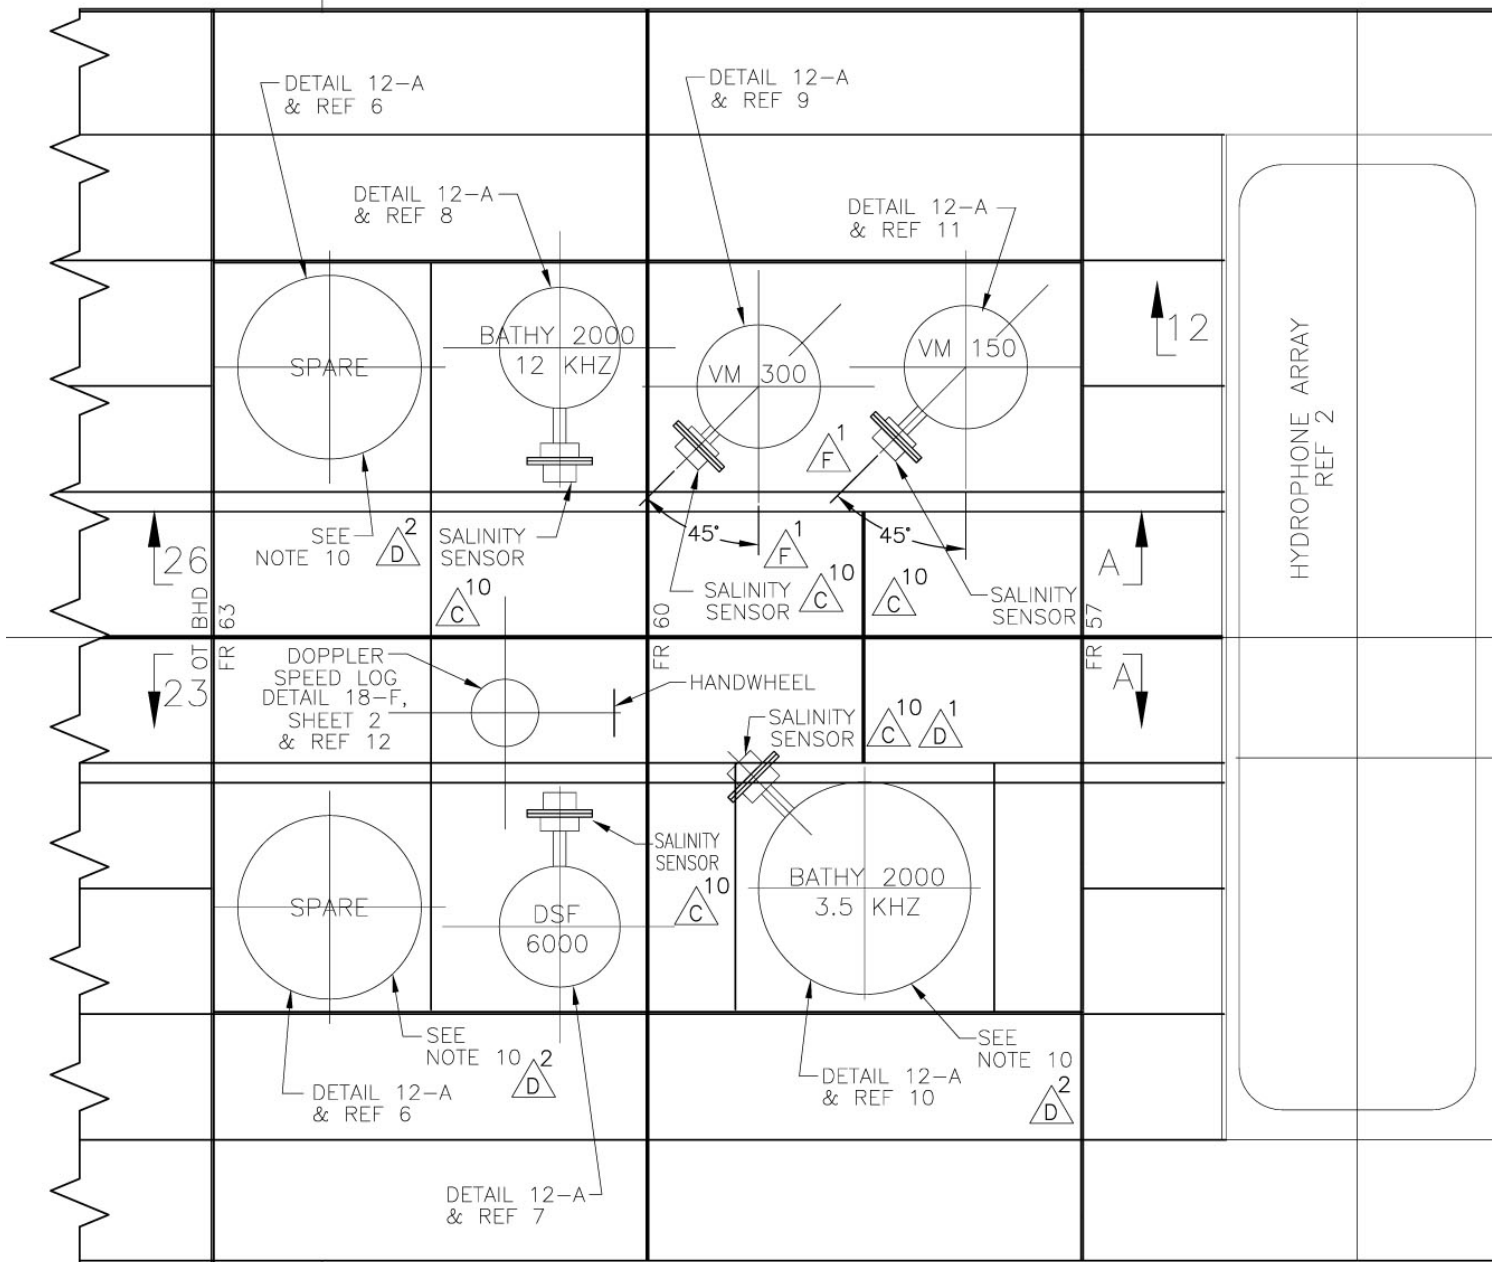 DETAIL 12-A
& REF 6
DETAIL 12-A
& REF 9
DETAIL 12-A
& REF 8
DETAIL 12-A
& REF 11
SPARE
BATHY 2000
12 KHZ
VM 300
VM 150
12
HYDROPHONE ARRAY
REF 2
1
F
45°
45°
SEE
NOTE 10
2
D
SALINITY
SENSOR
10
C
1
F
SALINITY
SENSOR
10
C
10
C
SALINITY
SENSOR
26
A
OT BHD
FR 63
FR 60
FR 57
23
A
DOPPLER
SPEED LOG
DETAIL 18-F,
SHEET 2
& REF 12
HANDWHEEL
SALINITY
SENSOR
10
C
1
D
SALINITY
SENSOR
10
C
SPARE
DSF
6000
BATHY 2000
3.5 KHZ
SEE
NOTE 10
2
D
SEE
NOTE 10
2
D
DETAIL 12-A
& REF 6
DETAIL 12-A
& REF 10
DETAIL 12-A
& REF 7